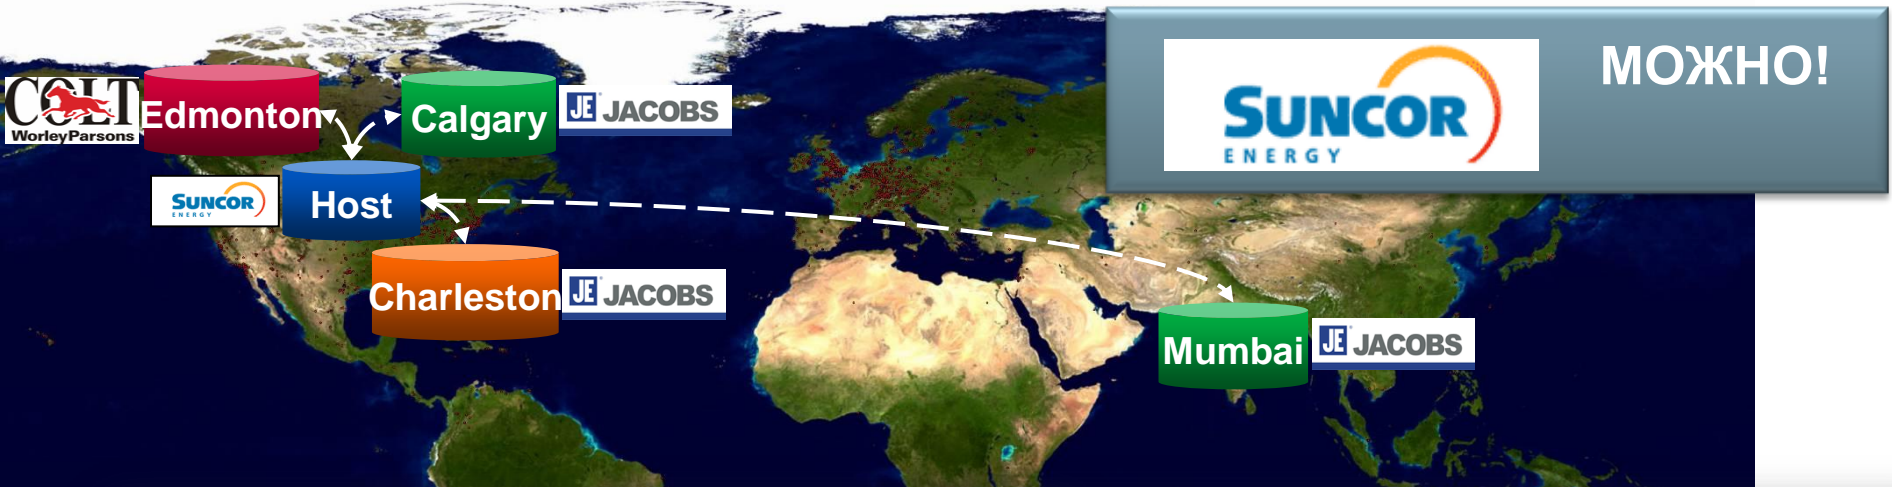 SUNCOR
ENERGY
МОЖНО!
COLT
WorleyParsons
Edmonton
Calgary
JE JACOBS
SUNCOR
ENERGY
Host
Charleston
JE JACOBS
Mumbai
JE JACOBS